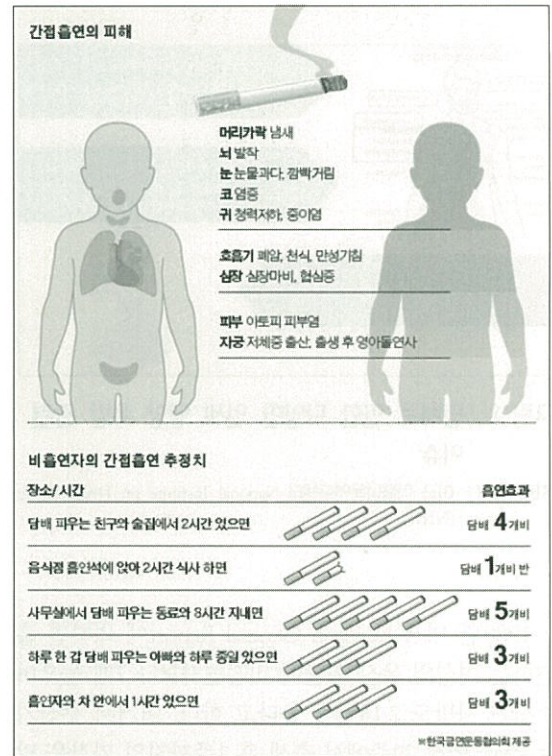 간접흡연의 피해
머리카락 냄새
뇌 발작
눈 눈물과다, 깜빡거림
코 염증
귀 청력저하, 중이염
호흡기 폐암, 천식, 만성기침
심장 심장마비, 협심증
피부 아토피 피부염
자궁 저체중 출산, 출생 후 영아돌연사
비흡연자의 간접흡연 추정치
장소/시간 흡연효과
담배 피우는 친구와 술집에서 2시간 있으면 담배 4개비
음식점 흡연석에 앉아 2시간 식사 하면 담배 1개비 반
사무실에서 담배 피우는 동료와 8시간 지내면 담배 5개비
하루 한 갑 담배 피우는 아빠와 하루 종일 있으면 담배 3개비
흡연자와 차 안에서 1시간 있으면 담배 3개비
※한국금연운동협의회 제공